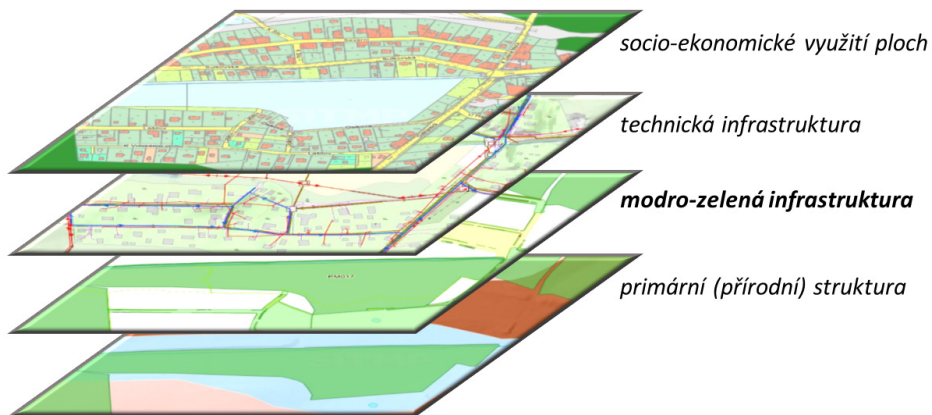 socio-ekonomické využití ploch
technická infrastruktura
modro-zelená infrastruktura
primární (přírodní) struktura